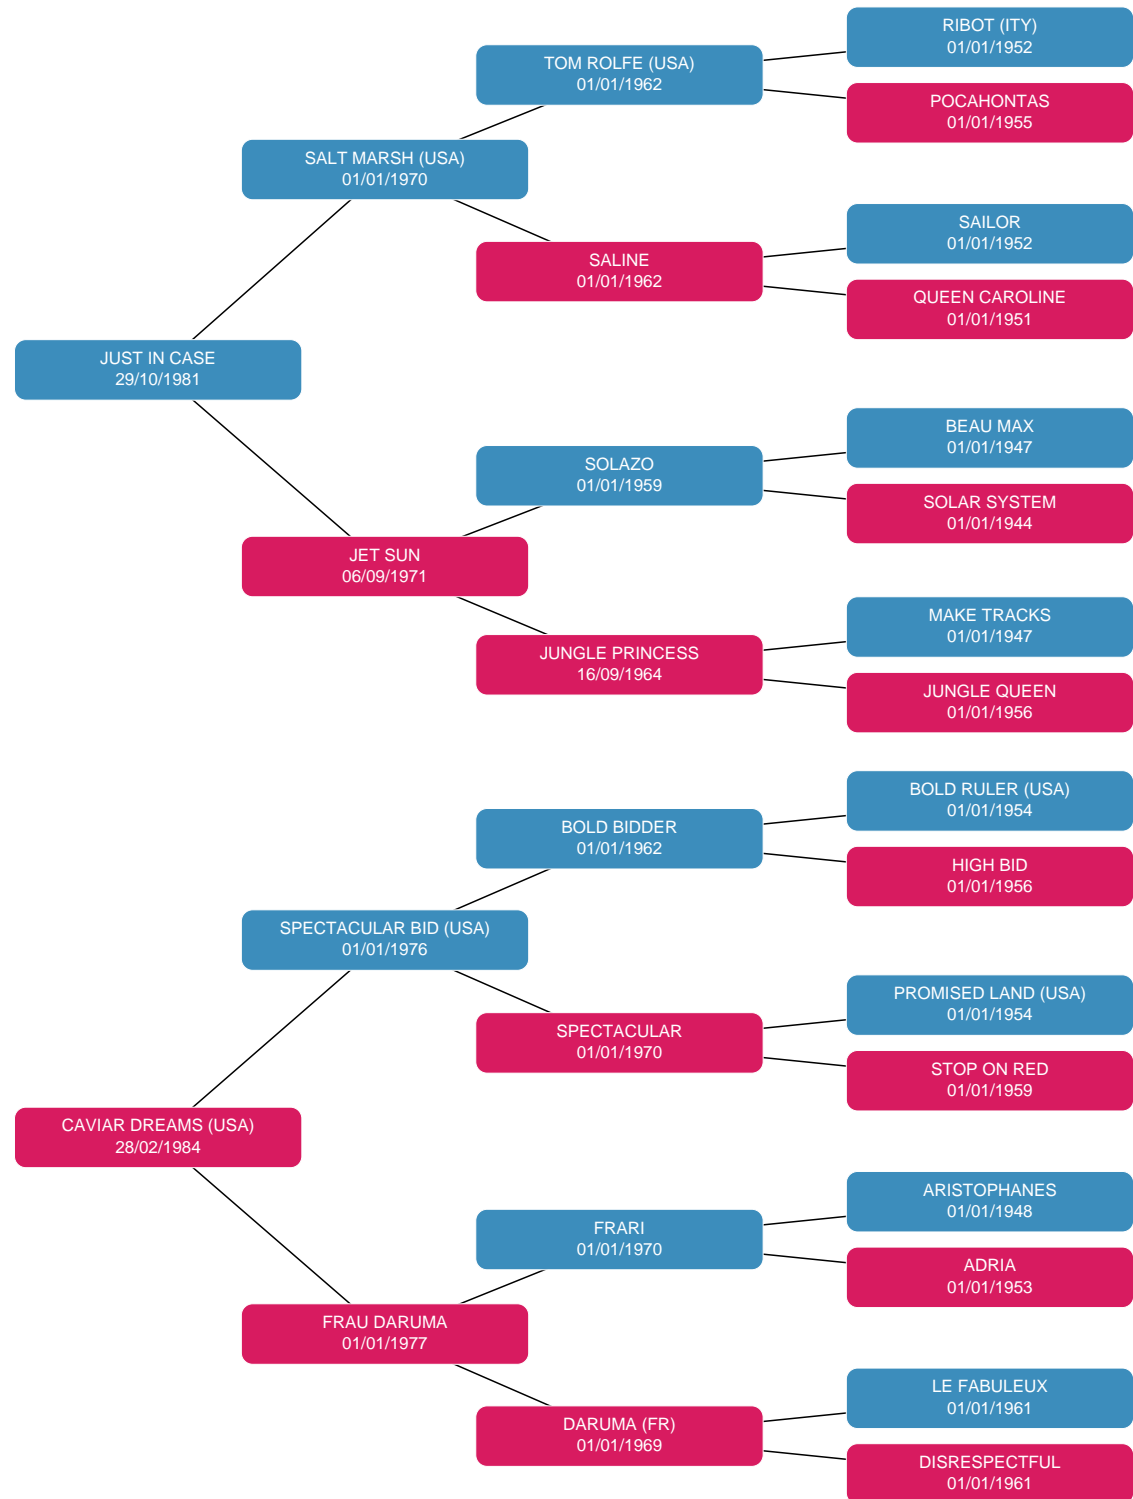 RIBOT (ITY)
01/01/1952
TOM ROLFE (USA)
01/01/1962
POCAHONTAS
01/01/1955
SALT MARSH (USA)
01/01/1970
SAILOR
01/01/1952
SALINE
01/01/1962
QUEEN CAROLINE
01/01/1951
JUST IN CASE
29/10/1981
BEAU MAX
01/01/1947
SOLAZO
01/01/1959
SOLAR SYSTEM
01/01/1944
JET SUN
06/09/1971
MAKE TRACKS
01/01/1947
JUNGLE PRINCESS
16/09/1964
JUNGLE QUEEN
01/01/1956
BOLD RULER (USA)
01/01/1954
BOLD BIDDER
01/01/1962
HIGH BID
01/01/1956
SPECTACULAR BID (USA)
01/01/1976
PROMISED LAND (USA)
01/01/1954
SPECTACULAR
01/01/1970
STOP ON RED
01/01/1959
CAVIAR DREAMS (USA)
28/02/1984
ARISTOPHANES
01/01/1948
FRARI
01/01/1970
ADRIA
01/01/1953
FRAU DARUMA
01/01/1977
LE FABULEUX
01/01/1961
DARUMA (FR)
01/01/1969
DISRESPECTFUL
01/01/1961